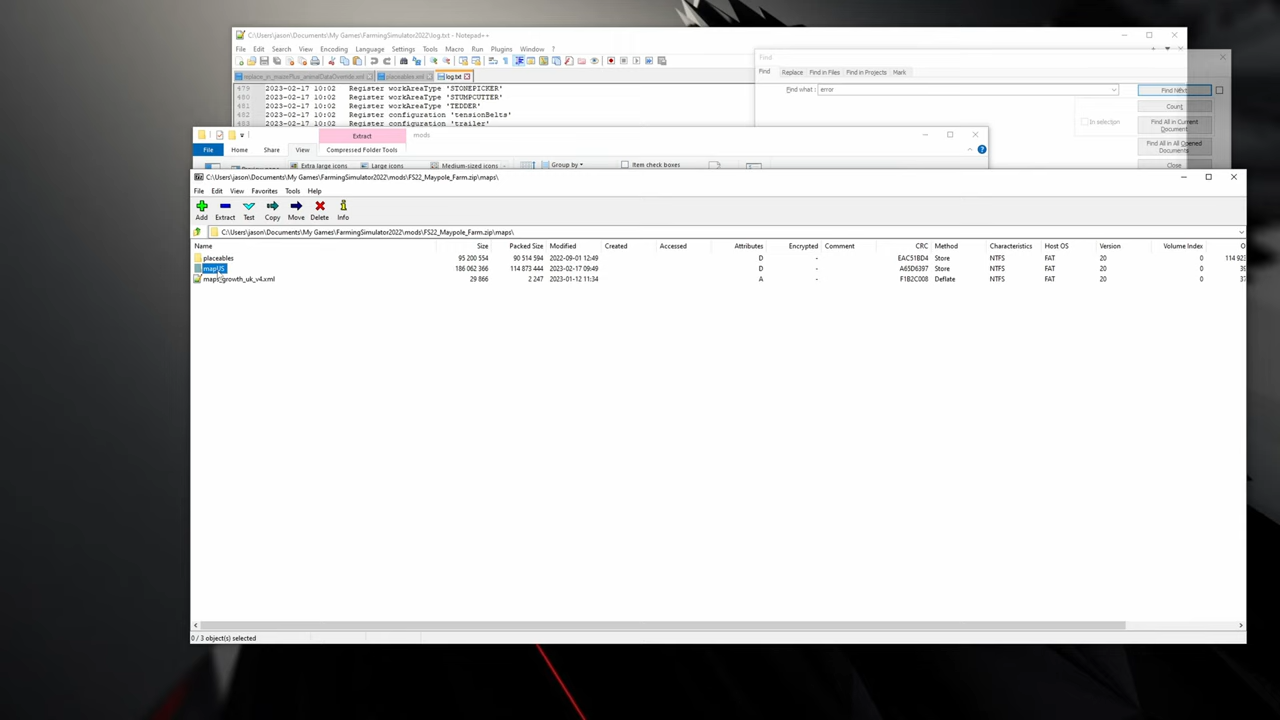 C:\Users\jason\Documents\My Games\FarmingSimulator2022\log.txt - Notepad++
File Edit Search View Encoding Language Settings Tools Macro Run Plugins Window ?
Find
placeables.xml log.txt
Find Replace Find in Files Find in Projects Mark
Find what : error
Find Next
Count
In selection
Find All in Current Document
Find All in All Opened Documents
Close
479 2023-02-17 10:02 Register workAreaType 'STONEPICKER'
480 2023-02-17 10:02 Register workAreaType 'STUMPCUTTER'
481 2023-02-17 10:02 Register workAreaType 'TEDDER'
482 2023-02-17 10:02 Register configuration 'tensionBelts'
483 2023-02-17 10:02 Register configuration 'trailer'
Extract mods
File Home Share View Compressed Folder Tools
Extra large icons Large icons Medium-sized icons Group by Item check boxes
C:\Users\jason\Documents\My Games\FarmingSimulator2022\mods\FS22_Maypole_Farm.zip\maps\
File Edit View Favorites Tools Help
Add Extract Test Copy Move Delete Info
C:\Users\jason\Documents\My Games\FarmingSimulator2022\mods\FS22_Maypole_Farm.zip\maps\
Name Size Packed Size Modified Created Accessed Attributes Encrypted Comment CRC Method Characteristics Host OS Version Volume Index O
placeables 95 200 554 90 514 594 2022-09-01 12:49 D - EAC51BD4 Store NTFS FAT 20 0 114 923
mapUS 186 062 366 114 873 444 2023-02-17 09:49 D - A65D6397 Store NTFS FAT 20 0 39
29 866 2 247 2023-01-12 11:34 A - F1B2C008 Deflate NTFS FAT 20 0 37
0 / 3 object(s) selected